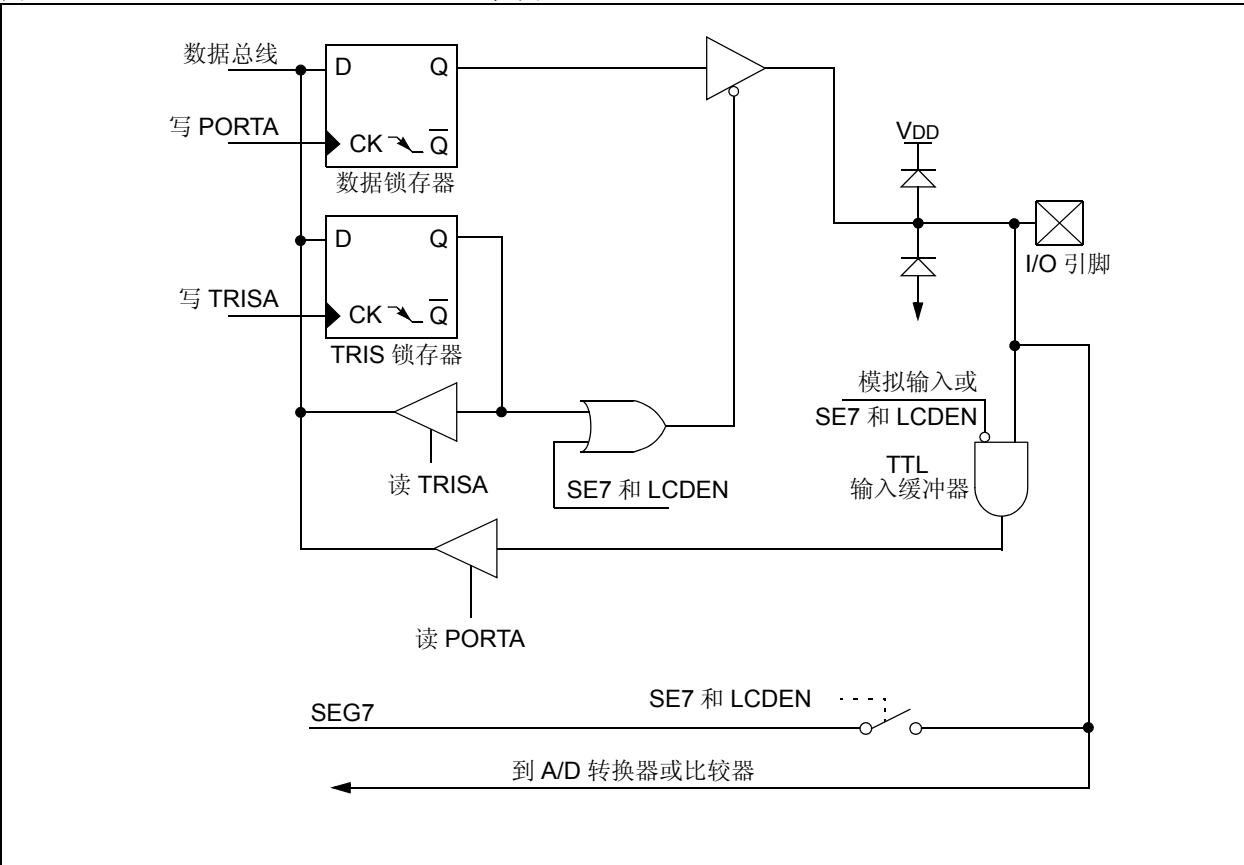 数据总线
D
Q
写 PORTA
CK
Q
数据锁存器
VDD
D
Q
I/O 引脚
写 TRISA
CK
Q
TRIS 锁存器
模拟输入或
SE7 和 LCDEN
读 TRISA
SE7 和 LCDEN
TTL
输入缓冲器
读 PORTA
SEG7
SE7 和 LCDEN
到 A/D 转换器或比较器